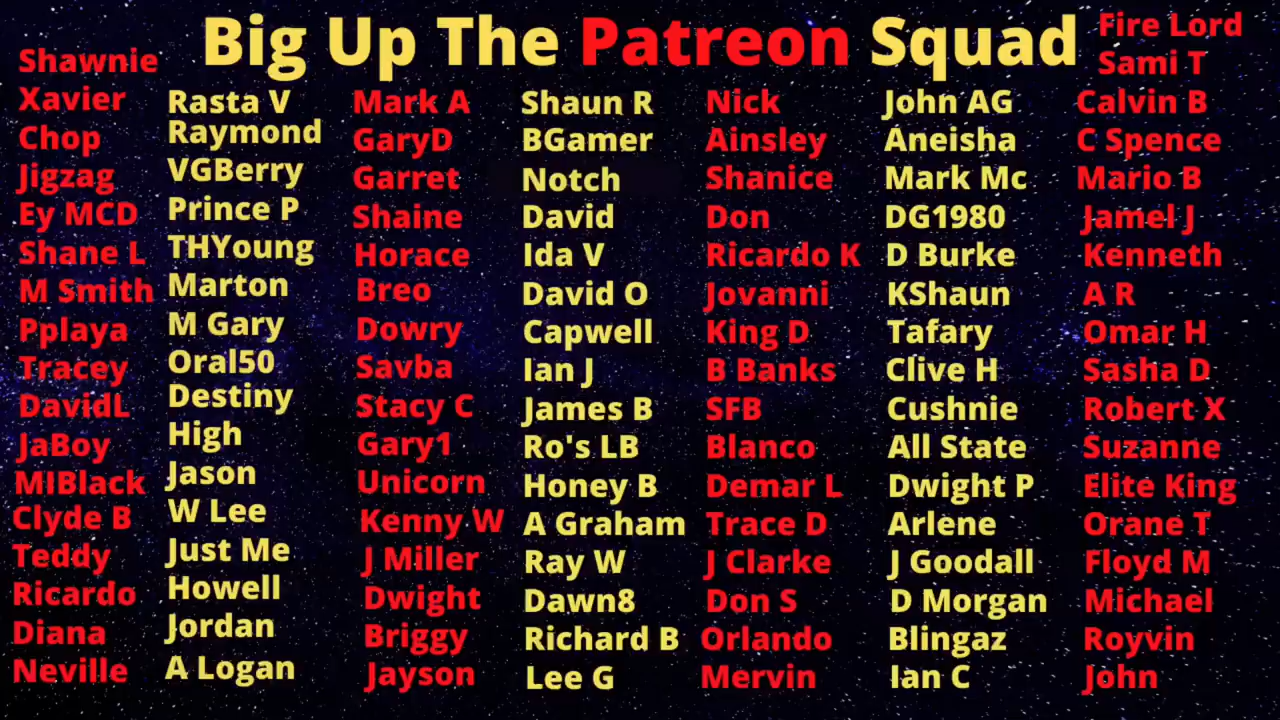 Big Up The Patreon Squad
Shawnie
Xavier
Chop
Jigzag
Ey MCD
Shane L
M Smith
Pplaya
Tracey
DavidL
JaBoy
MIBlack
Clyde B
Teddy
Ricardo
Diana
Neville
Rasta V
Raymond
VGBerry
Prince P
THYoung
Marton
M Gary
Oral50
Destiny
High
Jason
W Lee
Just Me
Howell
Jordan
A Logan
Mark A
GaryD
Garret
Shaine
Horace
Breo
Dowry
Savba
Stacy C
Gary1
Unicorn
Kenny W
J Miller
Dwight
Briggy
Jayson
Shaun R
BGamer
Notch
David
Ida V
David O
Capwell
Ian J
James B
Ro's LB
Honey B
A Graham
Ray W
Dawn8
Richard B
Lee G
Nick
Ainsley
Shanice
Don
Ricardo K
Jovanni
King D
B Banks
SFB
Blanco
Demar L
Trace D
J Clarke
Don S
Orlando
Mervin
John AG
Aneisha
Mark Mc
DG1980
D Burke
KShaun
Tafary
Clive H
Cushnie
All State
Dwight P
Arlene
J Goodall
D Morgan
Blingaz
Ian C
Fire Lord
Sami T
Calvin B
C Spence
Mario B
Jamel J
Kenneth
A R
Omar H
Sasha D
Robert X
Suzanne
Elite King
Orane T
Floyd M
Michael
Royvin
John